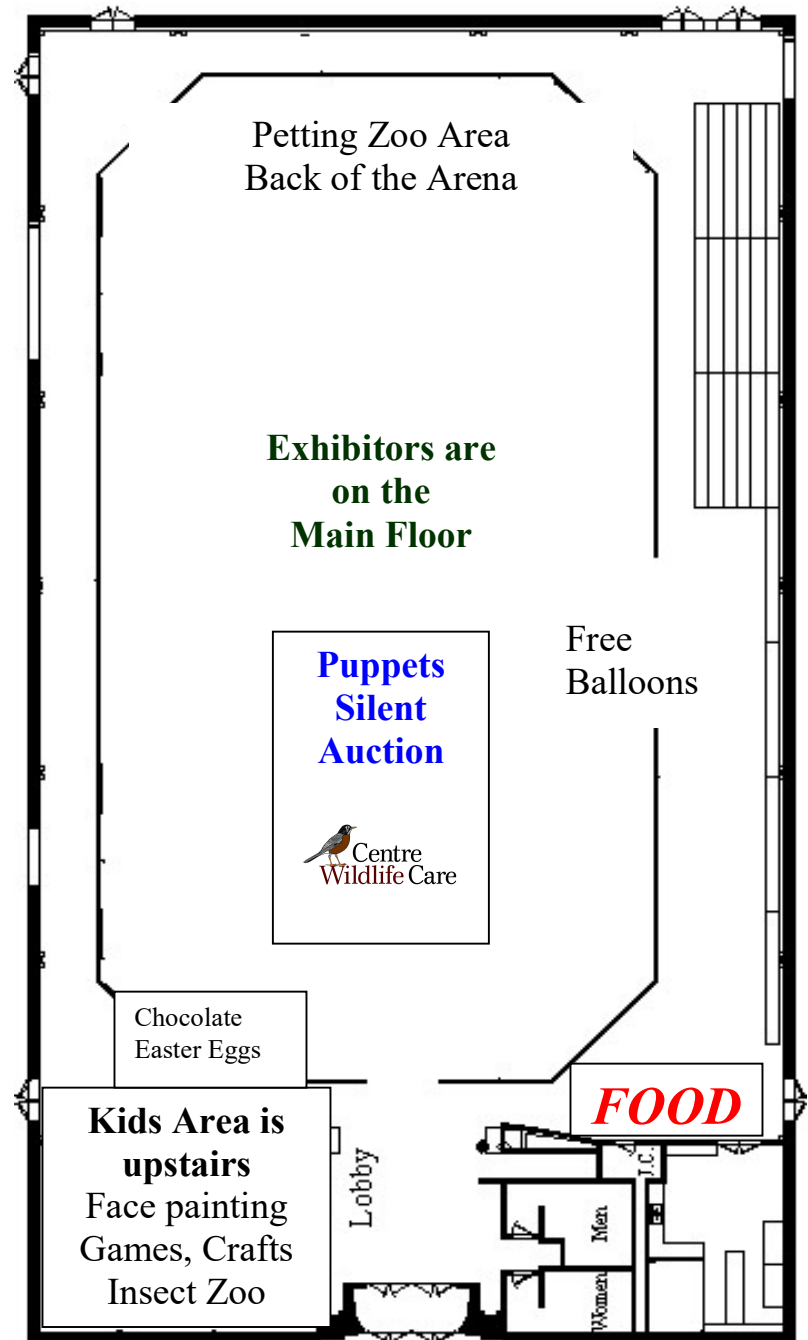 Petting Zoo Area
Back of the Arena
Exhibitors are
on the
Main Floor
Free
Balloons
Puppets
Silent
Auction
Centre
Wildlife Care
Chocolate
Easter Eggs
FOOD
Kids Area is
upstairs
Face painting
Games, Crafts
Insect Zoo
Lobby
J.C.
Men
Women